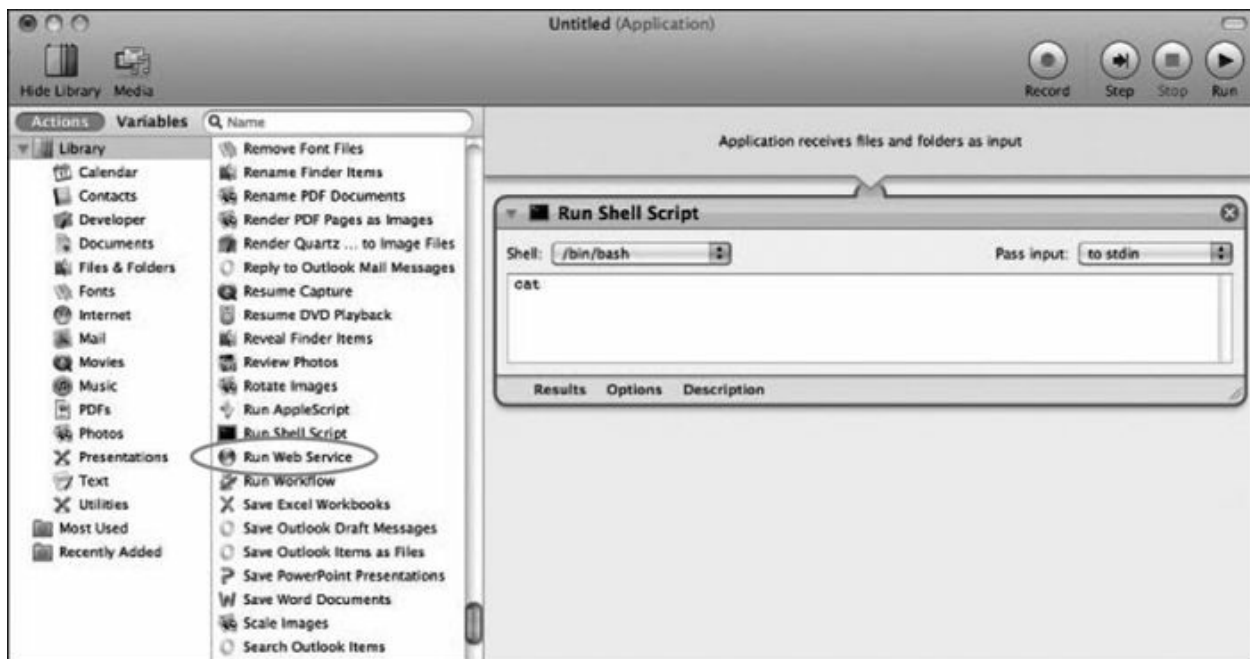 Untitled (Application)
Hide Library Media
Record Step Stop Run
Actions Variables Name
Library
Calendar
Contacts
Developer
Documents
Files & Folders
Fonts
Internet
Mail
Movies
Music
PDFs
Photos
Presentations
Text
Utilities
Most Used
Recently Added
Remove Font Files
Rename Finder Items
Rename PDF Documents
Render PDF Pages as Images
Render Quartz ... to Image Files
Reply to Outlook Mail Messages
Resume Capture
Resume DVD Playback
Reveal Finder Items
Review Photos
Rotate Images
Run AppleScript
Run Shell Script
Run Web Service
Run Workflow
Save Excel Workbooks
Save Outlook Draft Messages
Save Outlook Items as Files
Save PowerPoint Presentations
Save Word Documents
Scale Images
Search Outlook Items
Application receives files and folders as input
Run Shell Script
Shell: /bin/bash Pass input: to stdin
cat
Results Options Description